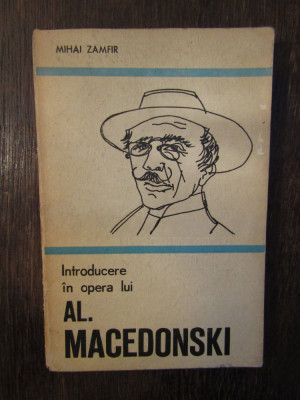 MIHAI ZAMFIR
Introducere
în opera lui
AL.
MACEDONSKI